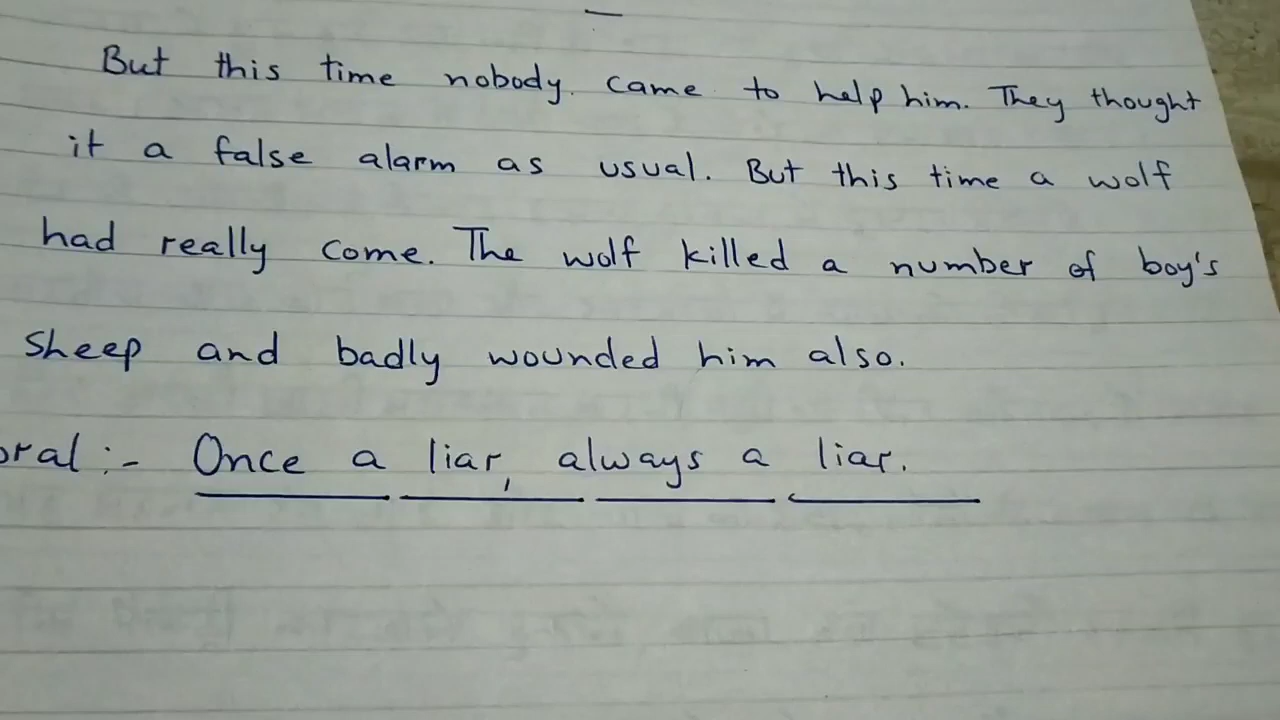 But this time nobody. came to help him. They thought
it a false alarm as usual. But this time a wolf
had really come. The wolf killed a number of boy's
sheep and badly wounded him also.
oral :- Once a liar, always a liar.